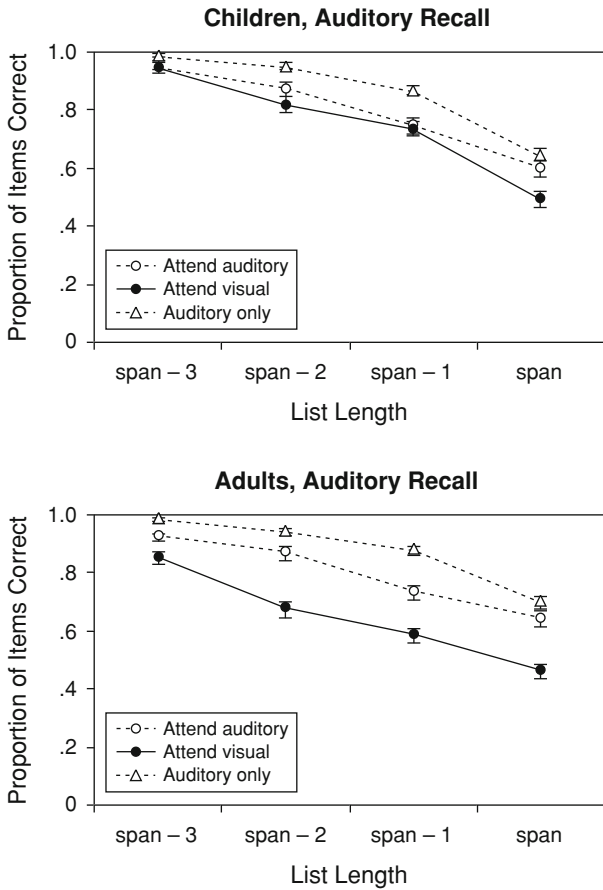 Children, Auditory Recall
Proportion of Items Correct
1.0
.8
.6
.4
.2
0
Attend auditory
Attend visual
Auditory only
span – 3 span – 2 span – 1 span
List Length
Adults, Auditory Recall
Proportion of Items Correct
1.0
.8
.6
.4
.2
0
Attend auditory
Attend visual
Auditory only
span – 3 span – 2 span – 1 span
List Length